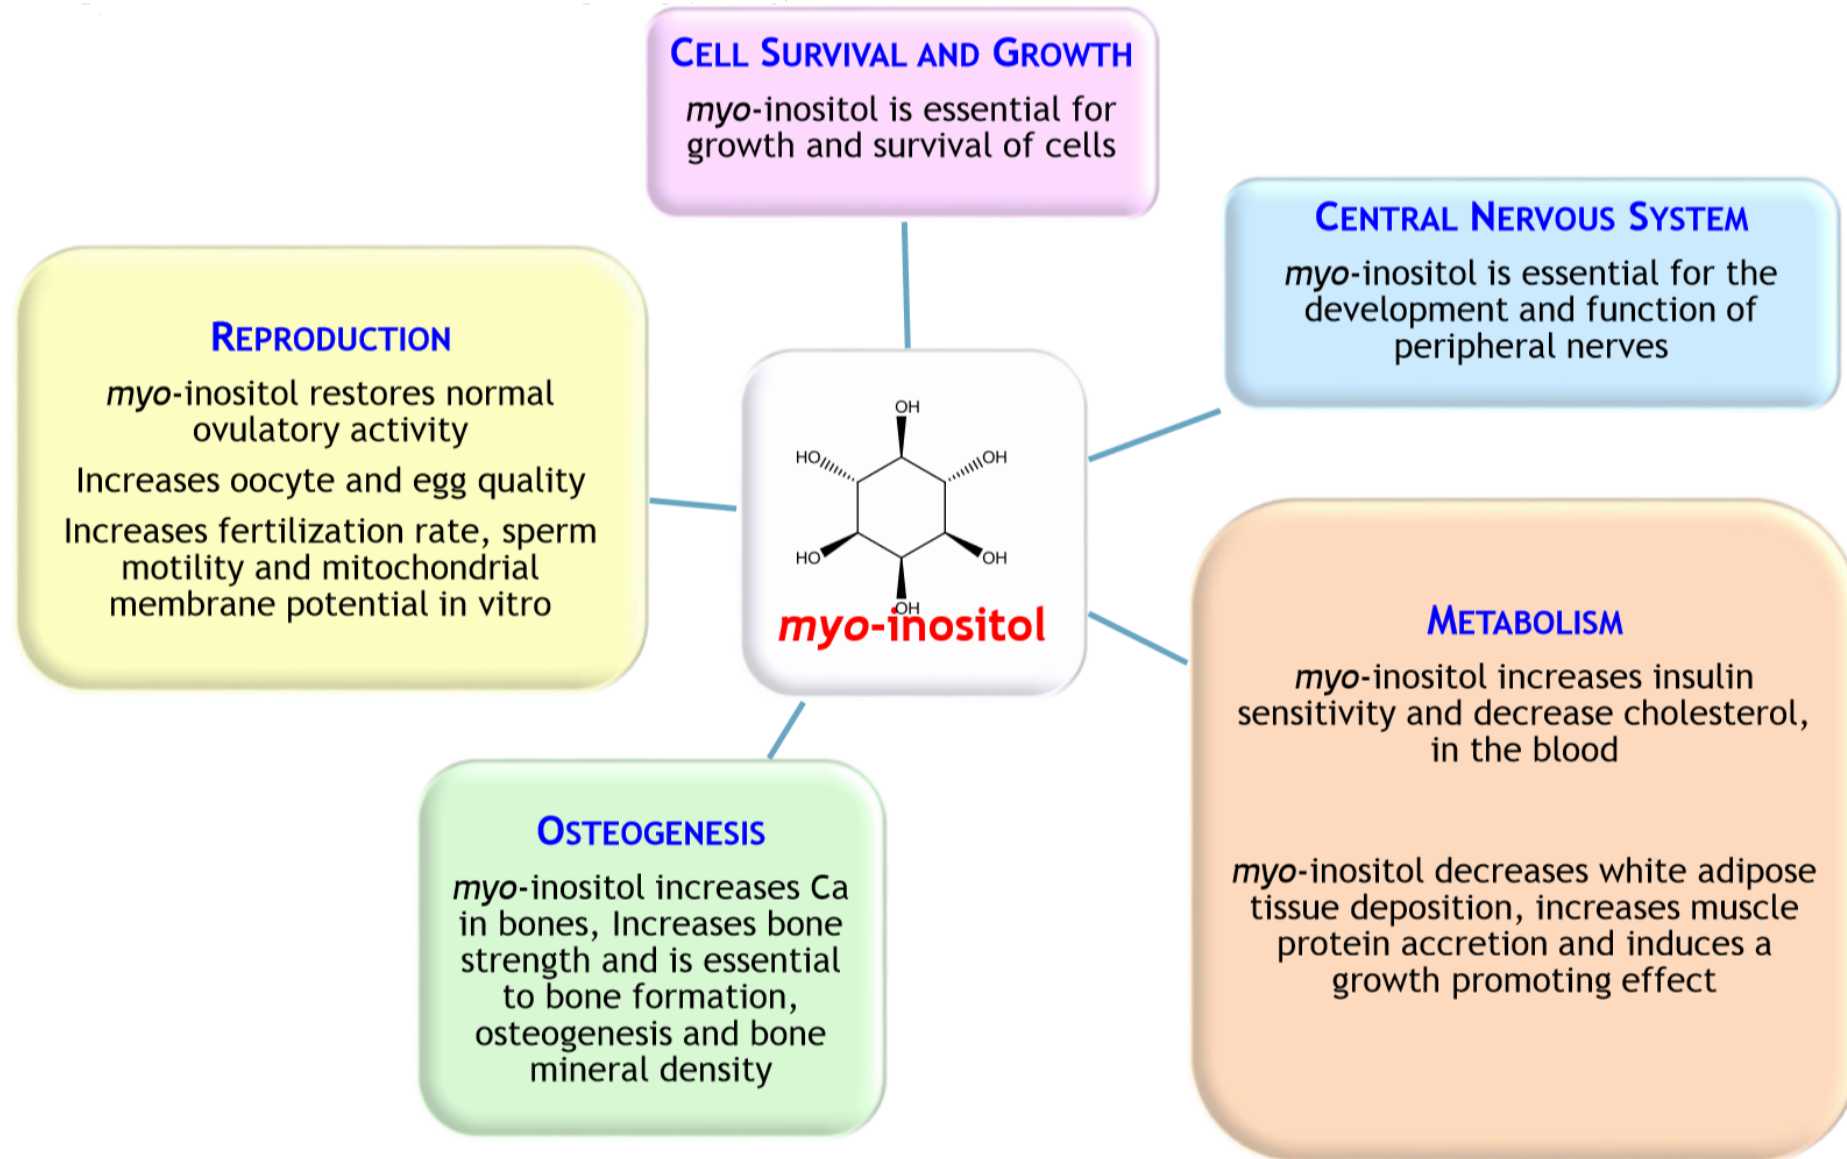 CELL SURVIVAL AND GROWTH
myo-inositol is essential for
growth and survival of cells
CENTRAL NERVOUS SYSTEM
myo-inositol is essential for the
development and function of
peripheral nerves
REPRODUCTION
myo-inositol restores normal
ovulatory activity
Increases oocyte and egg quality
Increases fertilization rate, sperm
motility and mitochondrial
membrane potential in vitro
OH
HO
OH
HO
OH
OH
myo-inositol
METABOLISM
myo-inositol increases insulin
sensitivity and decrease cholesterol,
in the blood
myo-inositol decreases white adipose
tissue deposition, increases muscle
protein accretion and induces a
growth promoting effect
OSTEOGENESIS
myo-inositol increases Ca
in bones, Increases bone
strength and is essential
to bone formation,
osteogenesis and bone
mineral density